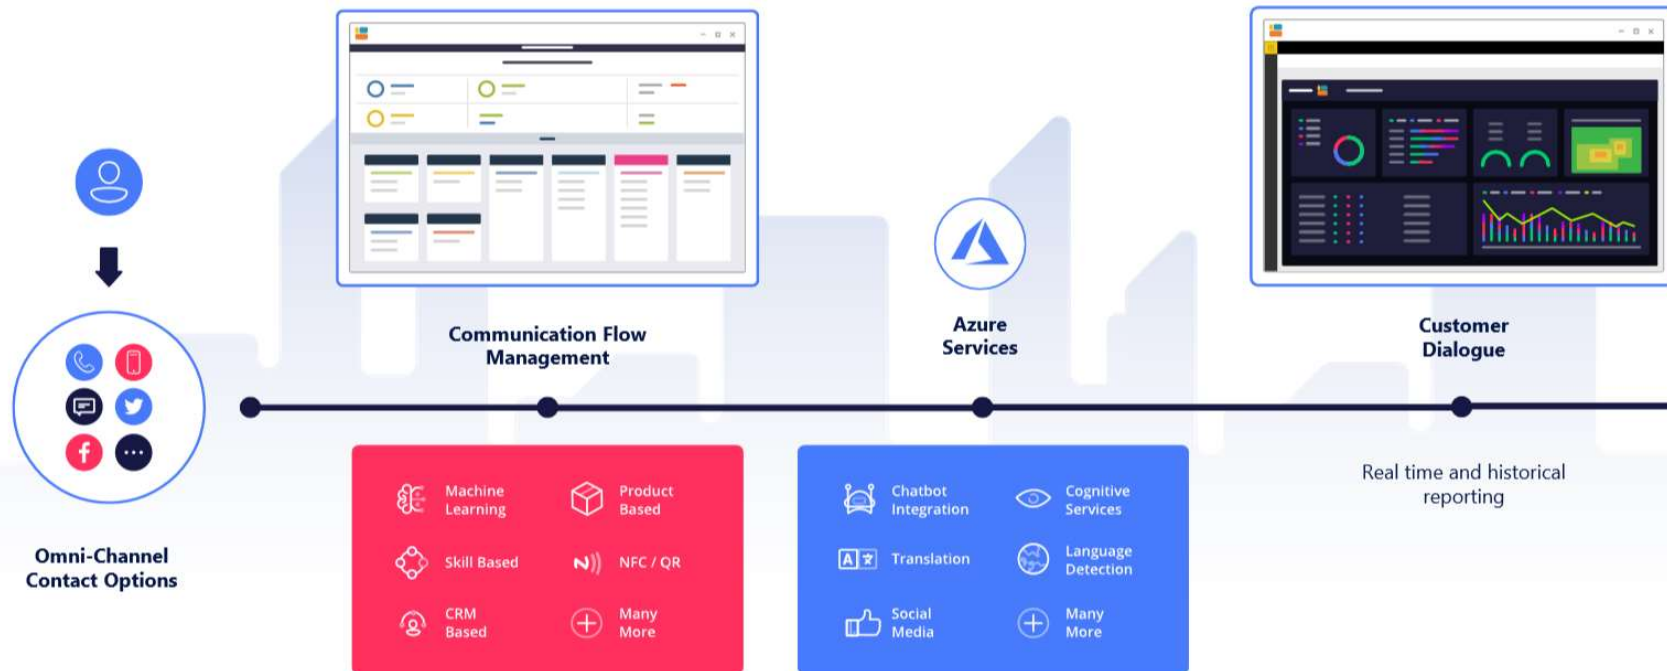 Communication Flow
Management
Azure
Services
Customer
Dialogue
Omni-Channel
Contact Options
Machine
Learning
Product
Based
Skill Based
NFC / QR
CRM
Based
Many
More
Chatbot
Integration
Cognitive
Services
A
Translation
Language
Detection
Social
Media
Many
More
Real time and historical
reporting